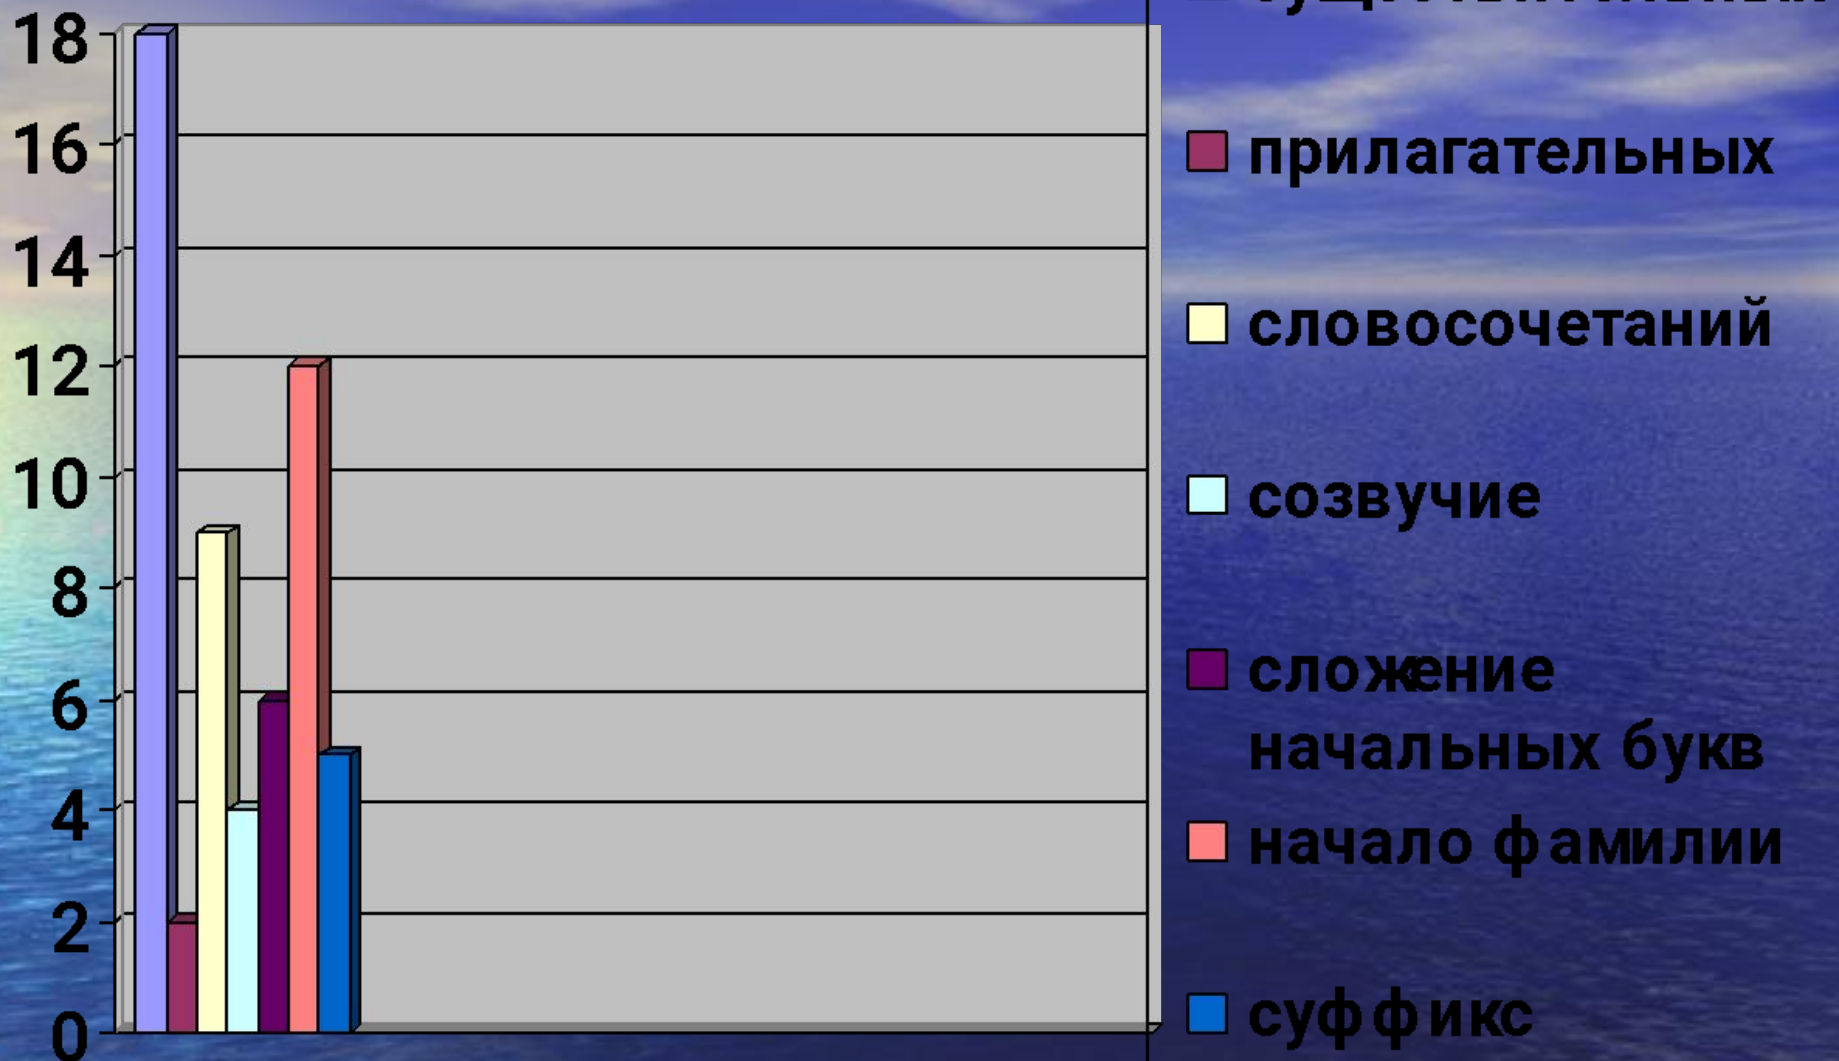 18
16
14
12
10
8
6
4
2
0
прилагательных
словосочетаний
созвучие
сложение
начальных букв
начало фамилии
суффикс